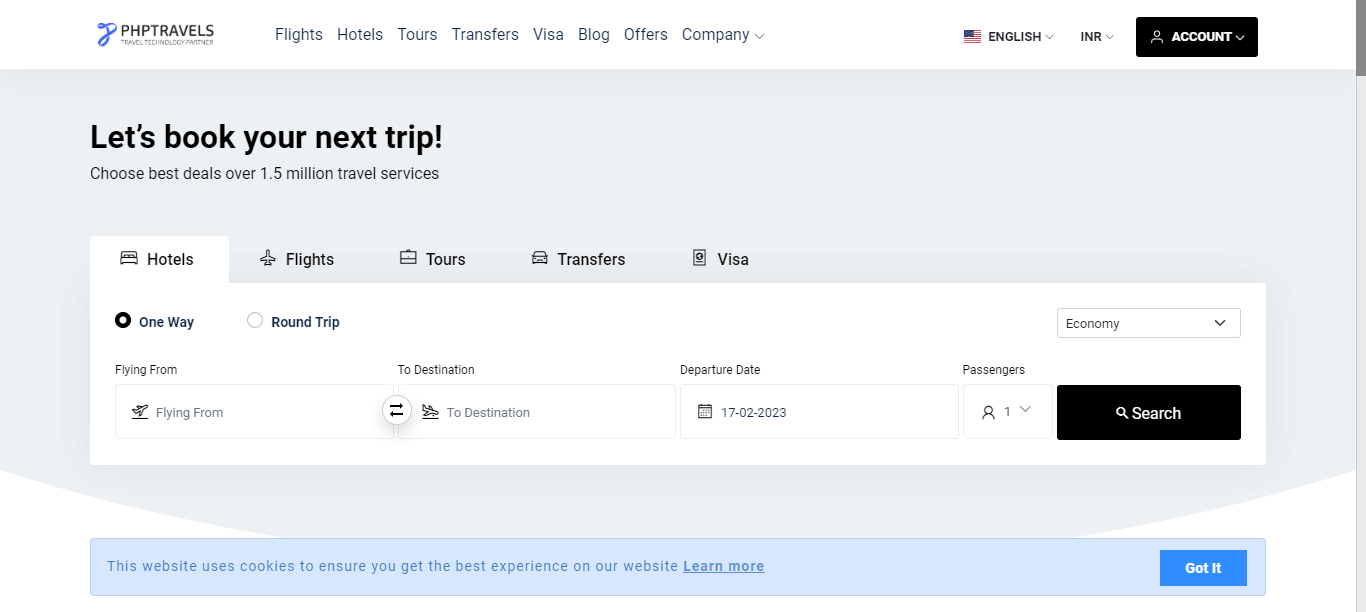 PHPTRAVELS
TRAVEL TECHNOLOGY PARTNER
Flights Hotels Tours Transfers Visa Blog Offers Company
ENGLISH INR ACCOUNT
Let’s book your next trip!
Choose best deals over 1.5 million travel services
Hotels Flights Tours Transfers Visa
One Way Round Trip Economy
Flying From To Destination Departure Date Passengers
Flying From To Destination 17-02-2023 1 Search
This website uses cookies to ensure you get the best experience on our website Learn more Got It